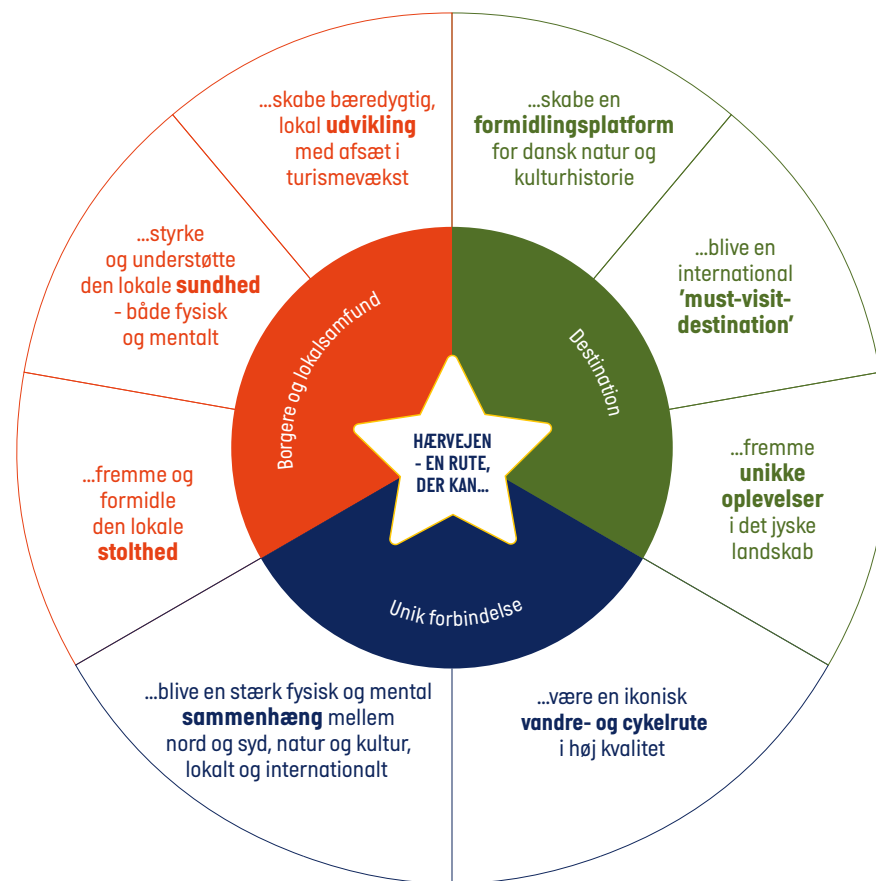 ...skabe bæredygtig,
lokal udvikling
med afsæt i
turismevækst
...skabe en
formidlingsplatform
for dansk natur og
kulturhistorie
...styrke
og understøtte
den lokale sundhed
- både fysisk
og mentalt
...blive en
international
’must-visit-
destination’
Borgere og lokalsamfund
Destination
HÆRVEJEN
- EN RUTE,
DER KAN...
...fremme og
formidle
den lokale
stolthed
...fremme
unikke
oplevelser
i det jyske
landskab
Unik forbindelse
...blive en stærk fysisk og mental
sammenhæng mellem
nord og syd, natur og kultur,
lokalt og internationalt
...være en ikonisk
vandre- og cykelrute
i høj kvalitet